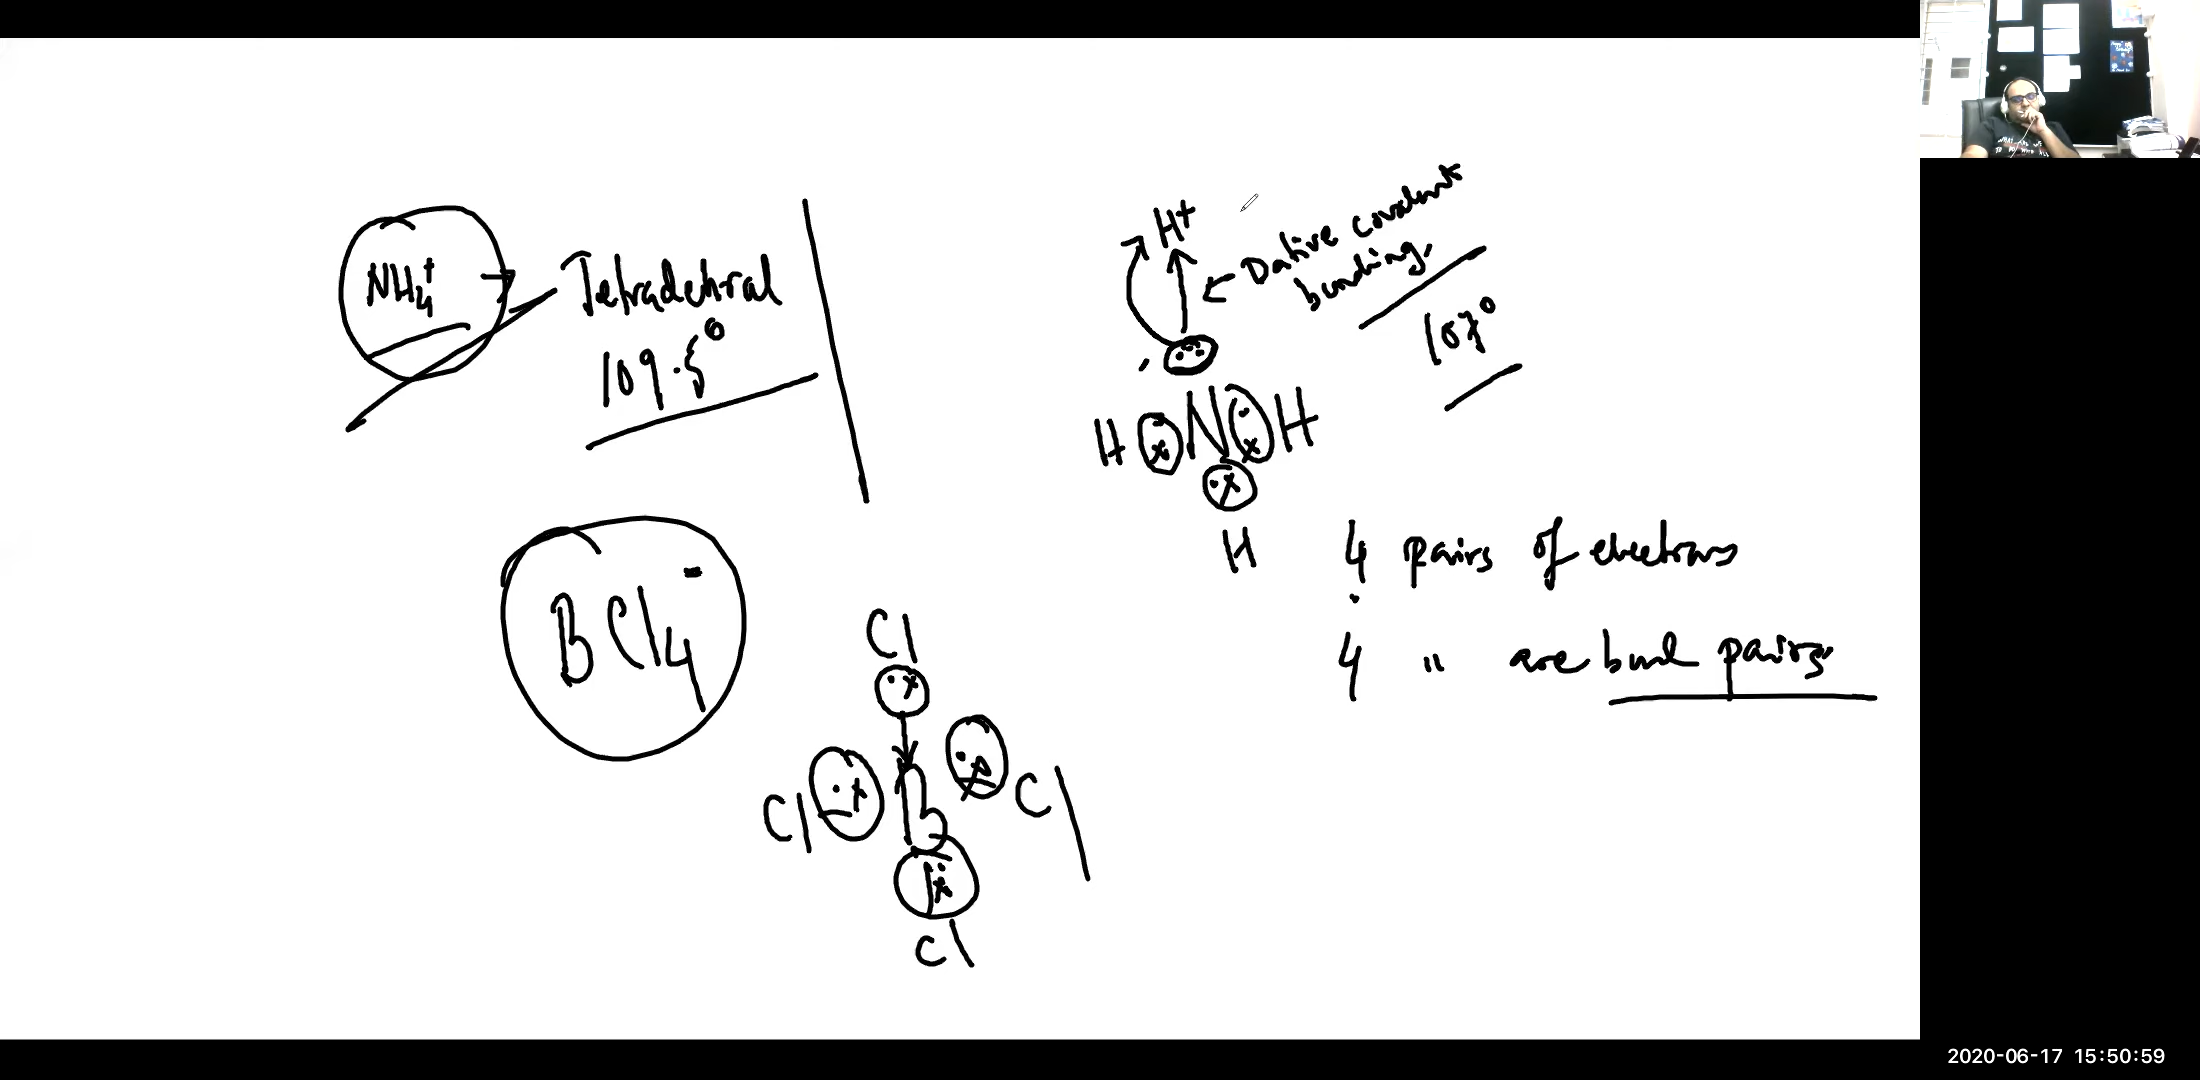 NH4+ → Tetradehral
109.5°
H+
Dative covalent
bonding.
107°
H N H
H
4 pairs of electrons
4 " are bond pairs
BCl4-
Cl
Cl B Cl
Cl
2020-06-17 15:50:59